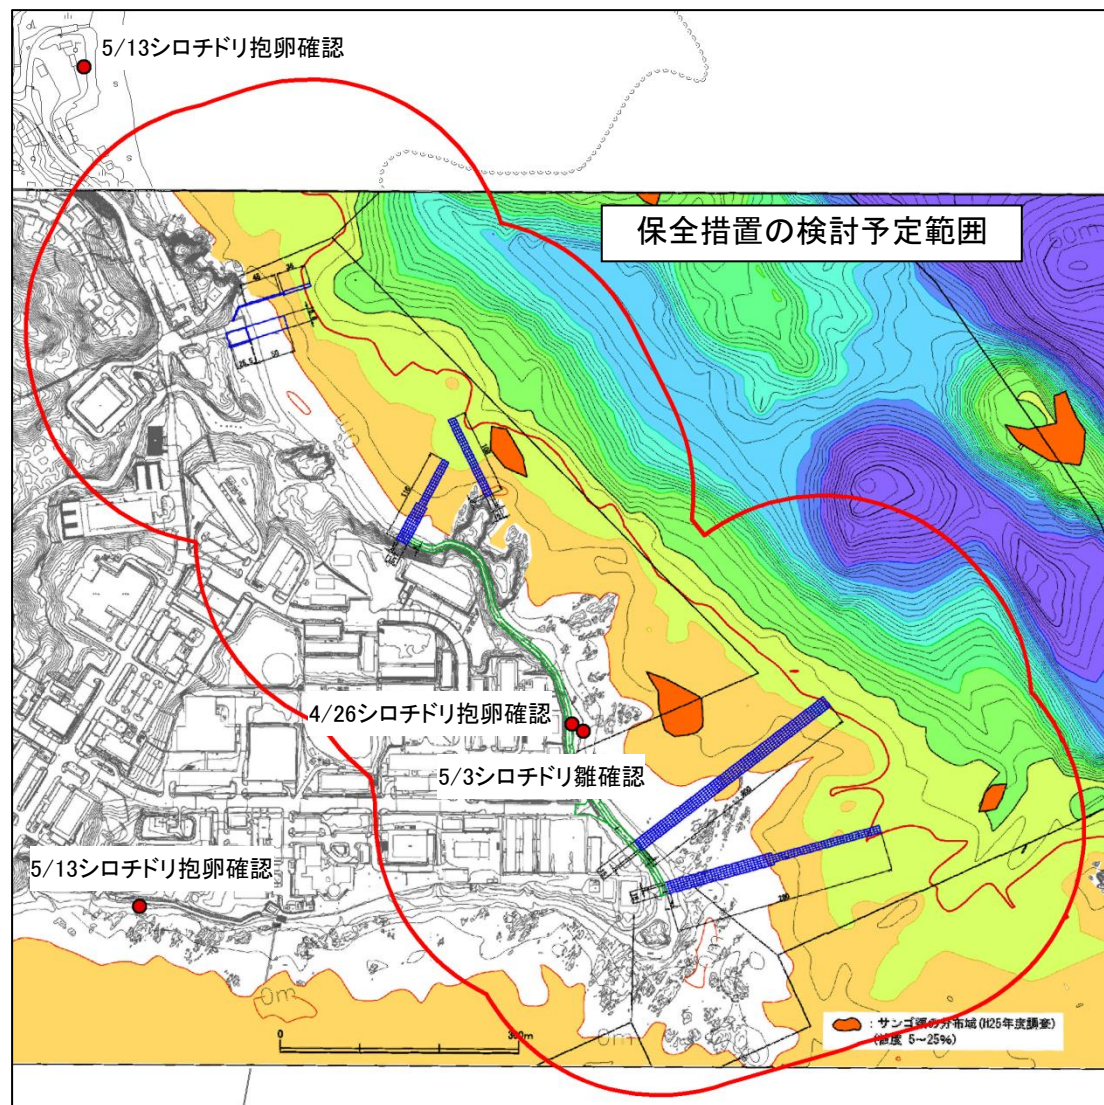 5/13シロチドリ抱卵確認
保全措置の検討予定範囲
4/26シロチドリ抱卵確認
5/3シロチドリ雛確認
5/13シロチドリ抱卵確認
0m
0
300m
0m
:サンゴ類の分布域(H25年度調査)
(被度 5~25%)